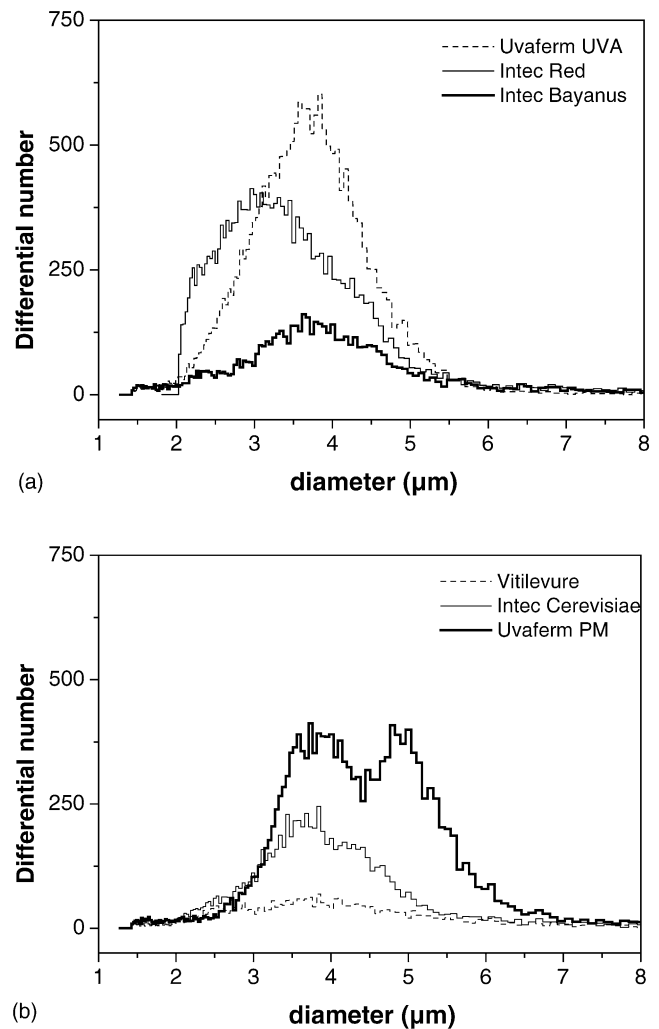 750
Uvaferm UVA
Intec Red
Intec Bayanus
500
250
0
Differential number
1 2 3 4 5 6 7 8
diameter (µm)
(a)
750
Vitilevure
Intec Cerevisiae
Uvaferm PM
500
250
0
Differential number
1 2 3 4 5 6 7 8
diameter (µm)
(b)